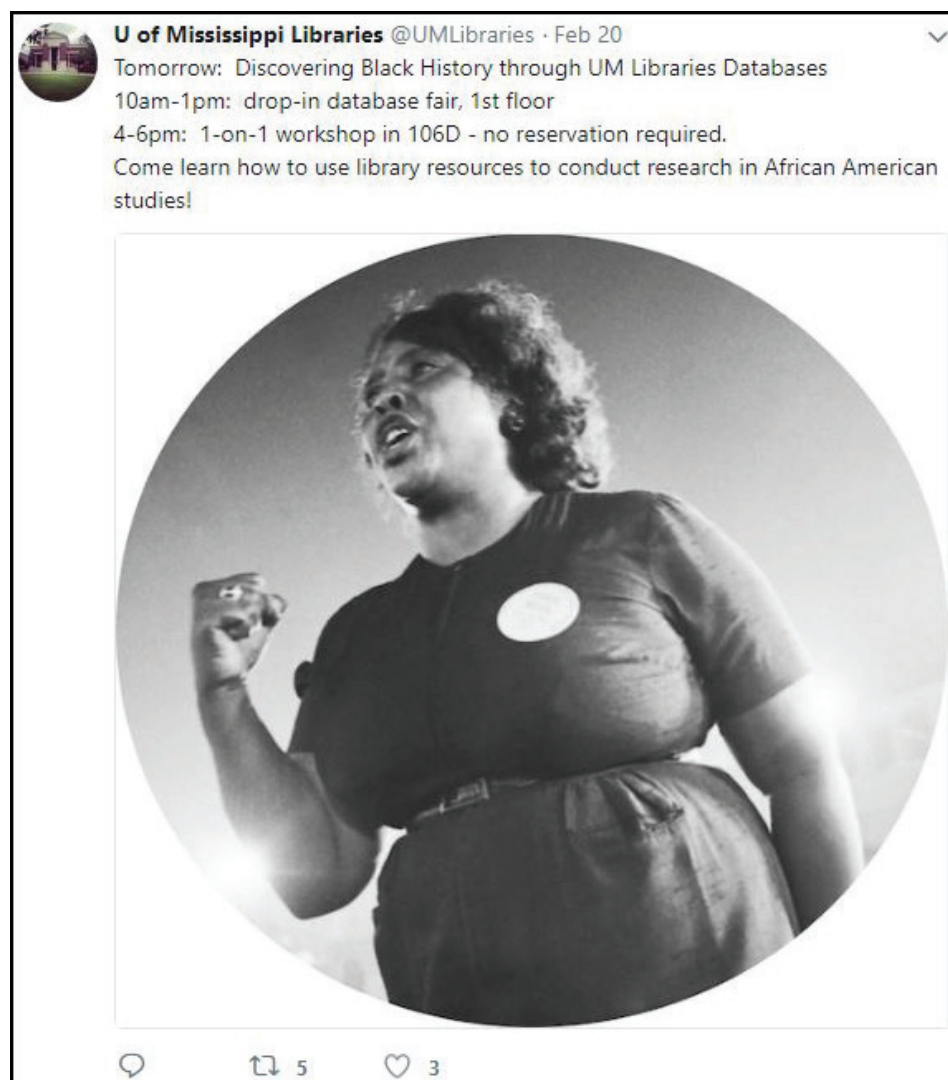 U of Mississippi Libraries @UMLibraries · Feb 20
Tomorrow:  Discovering Black History through UM Libraries Databases
10am-1pm:  drop-in database fair, 1st floor
4-6pm:  1-on-1 workshop in 106D - no reservation required.
Come learn how to use library resources to conduct research in African American
studies!
5 3